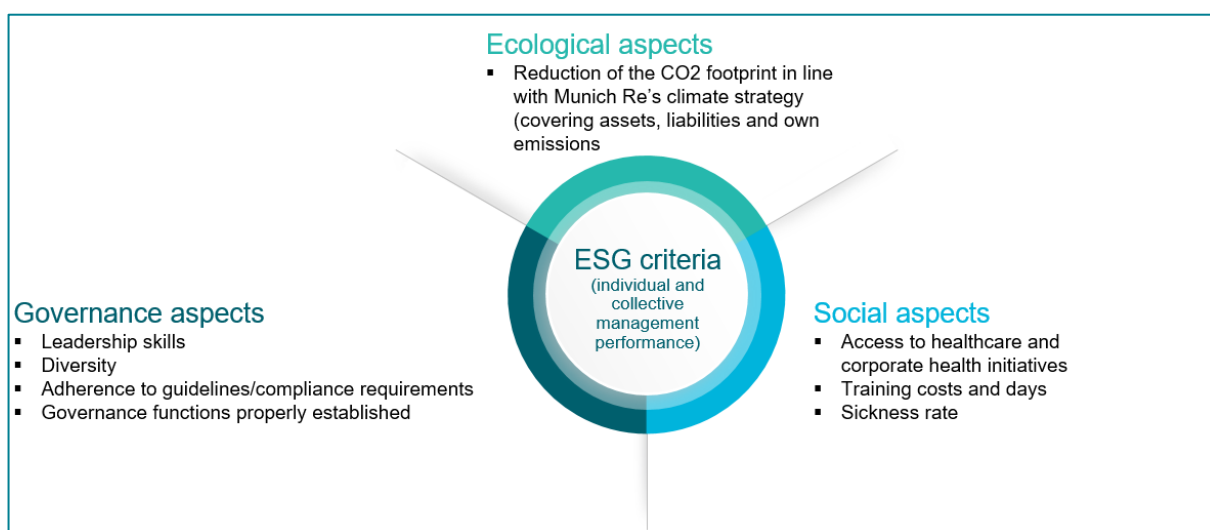 Ecological aspects
▪ Reduction of the CO2 footprint in line
with Munich Re's climate strategy
(covering assets, liabilities and own
emissions
ESG criteria
(individual and
collective
management
performance)
Governance aspects
▪ Leadership skills
▪ Diversity
▪ Adherence to guidelines/compliance requirements
▪ Governance functions properly established
Social aspects
▪ Access to healthcare and
corporate health initiatives
▪ Training costs and days
▪ Sickness rate